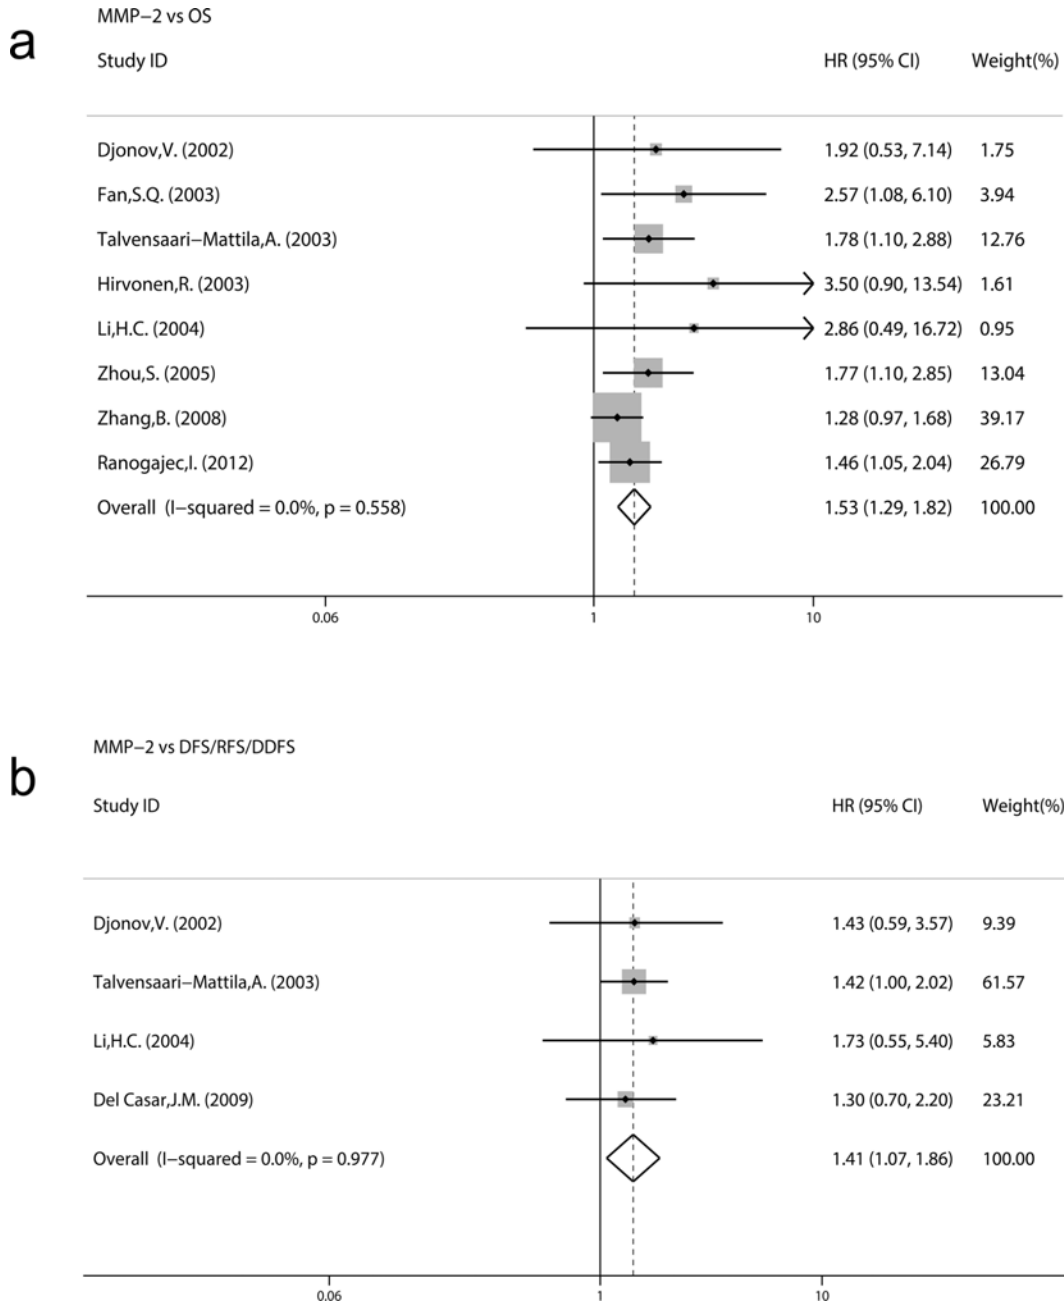 a
MMP−2 vs OS
Study ID HR (95% CI) Weight(%)
Djonov,V. (2002) 1.92 (0.53, 7.14) 1.75
Fan,S.Q. (2003) 2.57 (1.08, 6.10) 3.94
Talvensaari−Mattila,A. (2003) 1.78 (1.10, 2.88) 12.76
Hirvonen,R. (2003) 3.50 (0.90, 13.54) 1.61
Li,H.C. (2004) 2.86 (0.49, 16.72) 0.95
Zhou,S. (2005) 1.77 (1.10, 2.85) 13.04
Zhang,B. (2008) 1.28 (0.97, 1.68) 39.17
Ranogajec,I. (2012) 1.46 (1.05, 2.04) 26.79
Overall (I−squared = 0.0%, p = 0.558) 1.53 (1.29, 1.82) 100.00
0.06 1 10
b
MMP−2 vs DFS/RFS/DDFS
Study ID HR (95% CI) Weight(%)
Djonov,V. (2002) 1.43 (0.59, 3.57) 9.39
Talvensaari−Mattila,A. (2003) 1.42 (1.00, 2.02) 61.57
Li,H.C. (2004) 1.73 (0.55, 5.40) 5.83
Del Casar,J.M. (2009) 1.30 (0.70, 2.20) 23.21
Overall (I−squared = 0.0%, p = 0.977) 1.41 (1.07, 1.86) 100.00
0.06 1 10